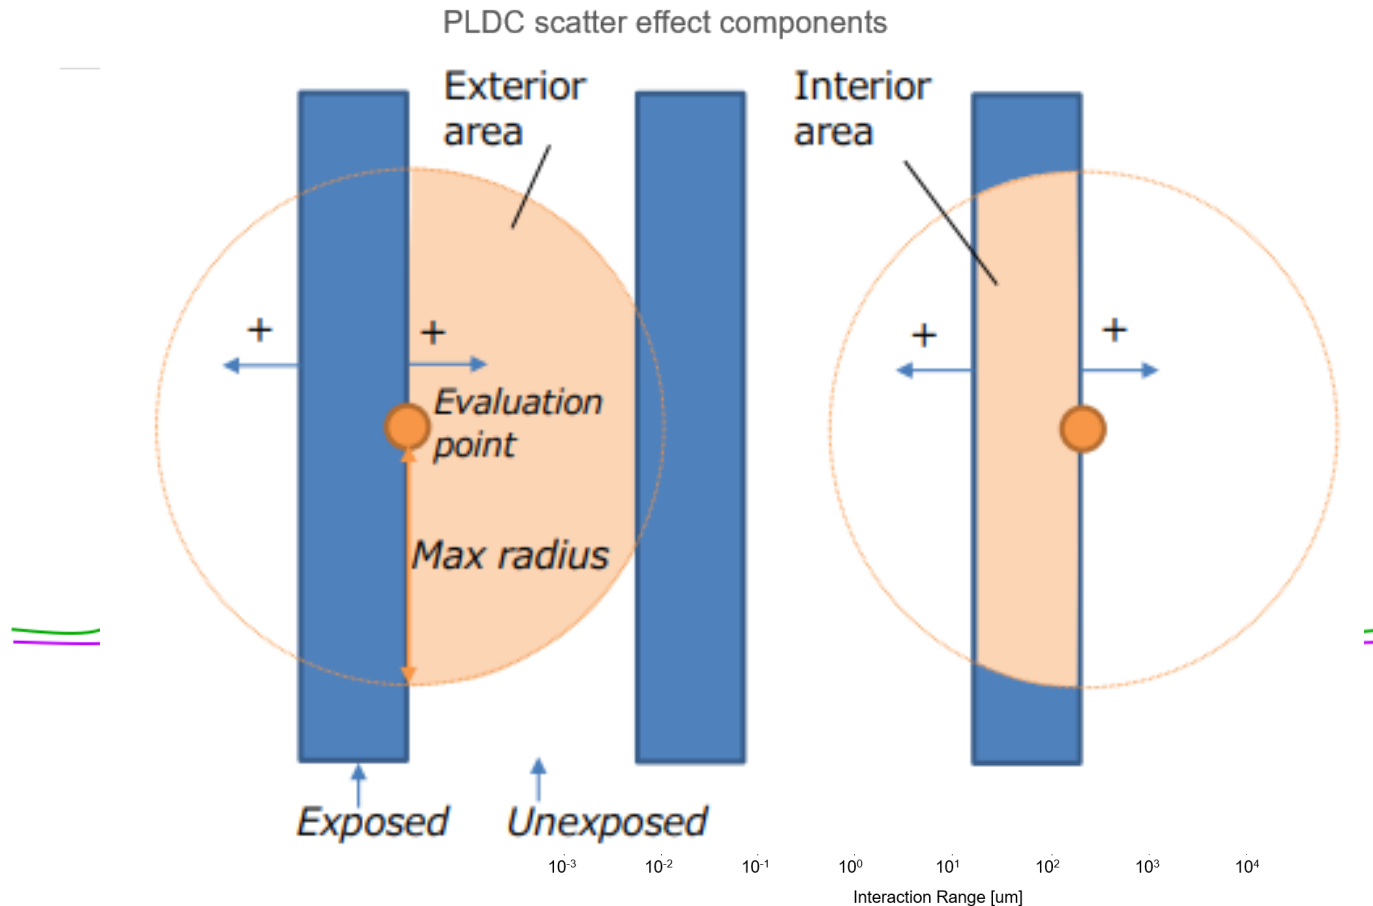 PLDC scatter effect components
Exterior
area
Interior
area
+
+
+
+
Evaluation
point
Max radius
Exposed
Unexposed
10⁻³ 10⁻² 10⁻¹ 10⁰ 10¹ 10² 10³ 10⁴
Interaction Range [um]